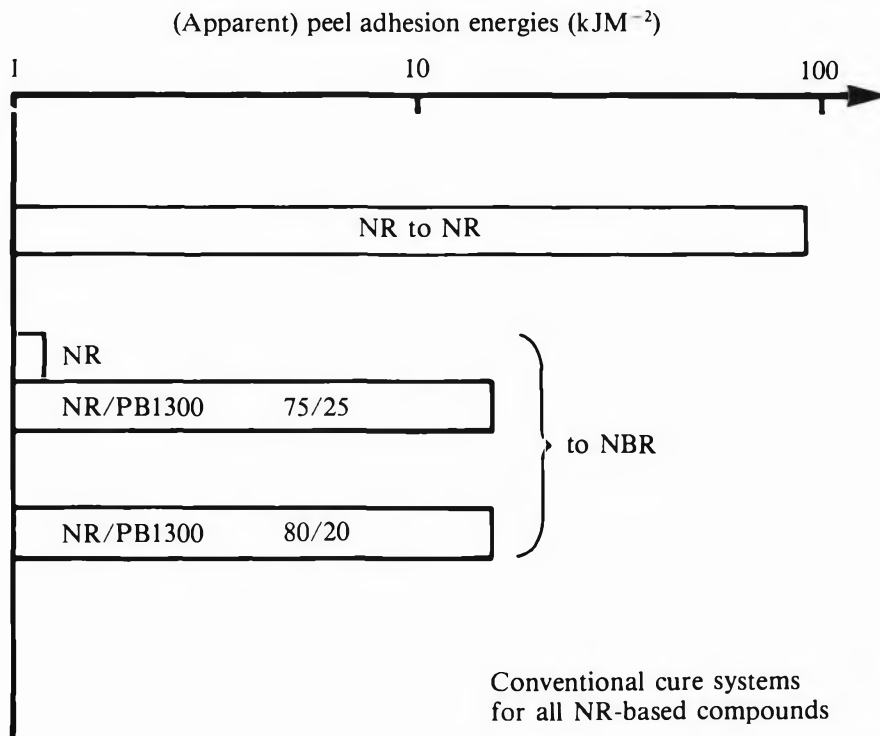 (Apparent) peel adhesion energies (kJM⁻²)
1 10 100
NR to NR
NR
NR/PB1300 75/25
to NBR
NR/PB1300 80/20
Conventional cure systems
for all NR-based compounds